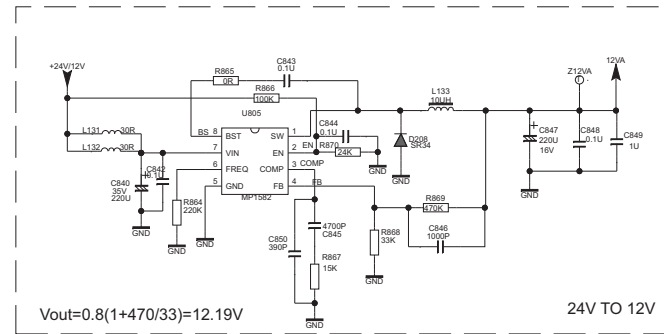 +24V/12V
R865
0R
C843
0.1U
R866
100K
U805
L131
30R
L132
30R
BS 8
BST
SW
1
7
VIN
EN
2
EN
6
FREQ
COMP
3
COMP
5
GND
FB
4
FB
MP1582
C844
0.1U
R870
24K
GND
D208
SR34
GND
L133
10UH
Z12VA
12VA
C847
220U
16V
C848
0.1U
C849
1U
GND
C840
35V
220U
C842
0.1U
GND
R864
220K
GND
GND
C850
390P
4700P
C845
R867
15K
GND
R868
33K
GND
R869
470K
C846
1000P
Vout=0.8(1+470/33)=12.19V
24V TO 12V